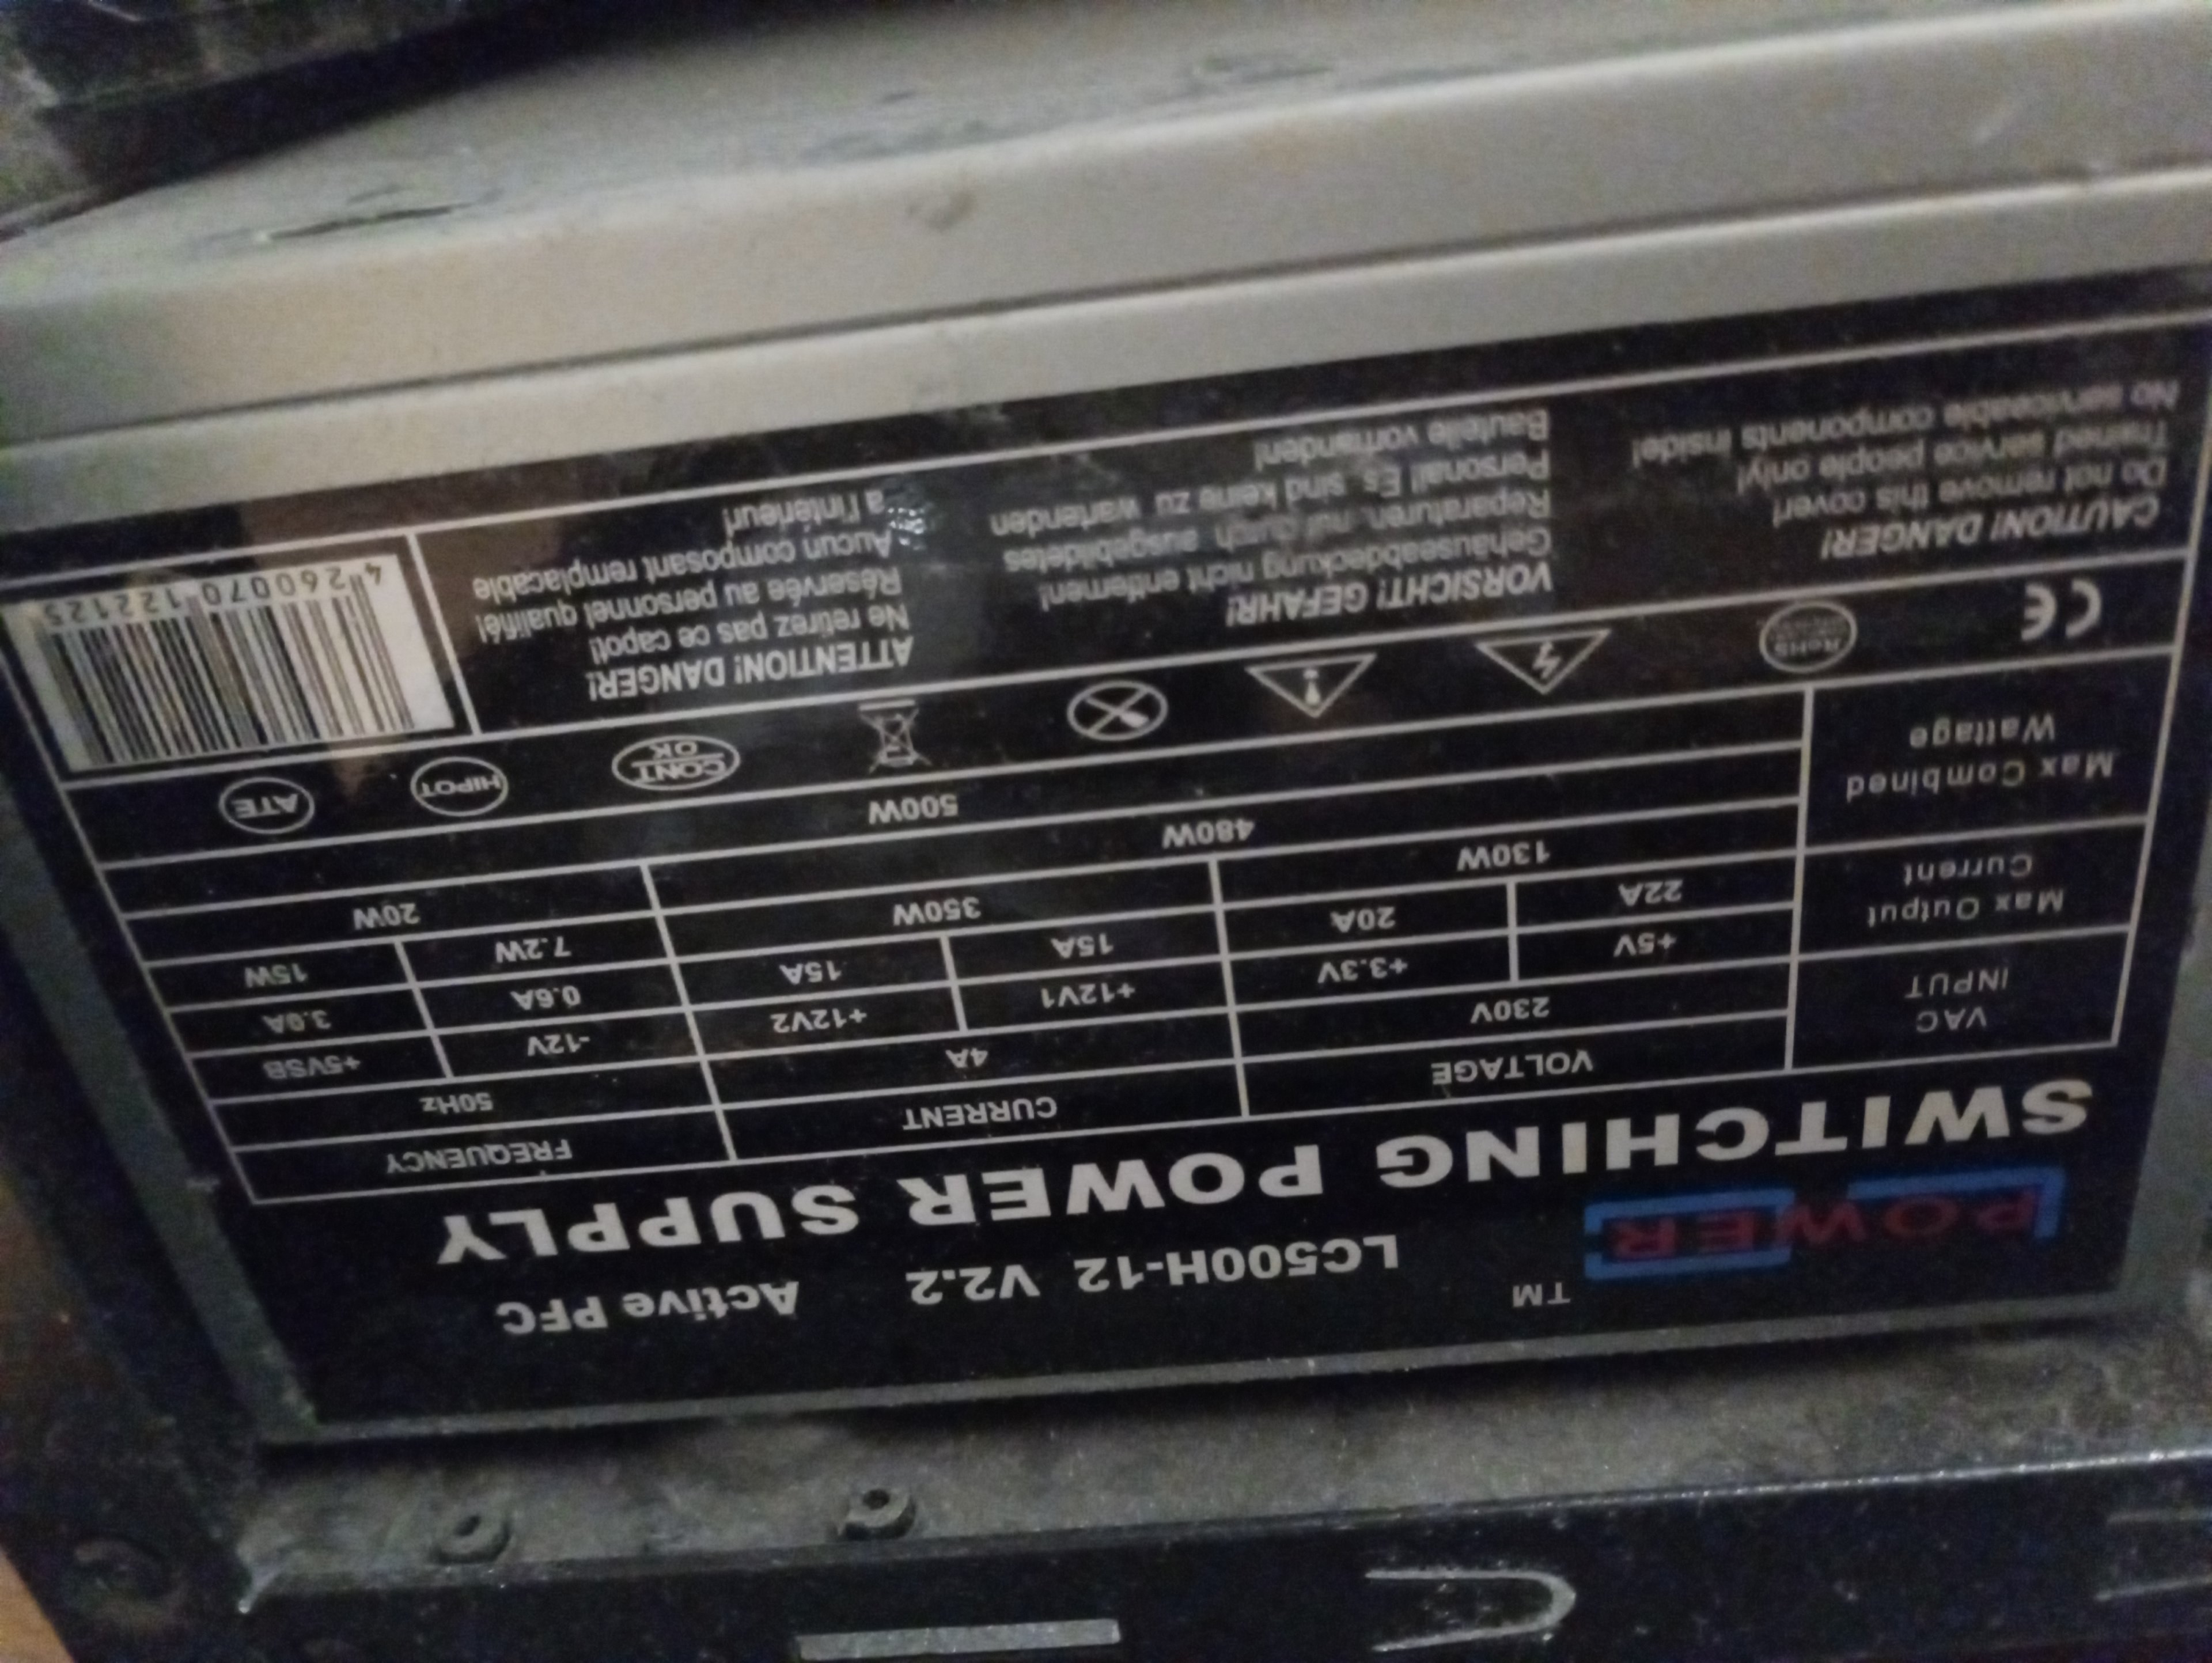 POWER
TM
LC500H-12 V2.2 Active PFC
SWITCHING POWER SUPPLY
VAC INPUT
VOLTAGE CURRENT FREQUENCY
230V 4A 50Hz
Max Output Current
+5V +3.3V +12V1 +12V2 -12V +5VSB
22A 20A 15A 15A 0.6A 3.0A
Max Combined Wattage
130W 350W 7.2W 15W
480W 20W
500W
CE
RoHS
CONT OK
HIPOT
ATE
CAUTION! DANGER!
Do not remove this cover!
Trained service people only!
No serviceable components inside!
VORSICHT! GEFAHR!
Gehäuseabdeckung nicht entfernen!
Reparaturen, nur durch ausgebildetes
Personal! Es sind keine zu wartenden
Bauteile vorhanden!
ATTENTION! DANGER!
Ne retirez pas ce capot!
Réservée au personnel qualifié!
Aucun composant remplaçable
a l'intérieur!
4 260070 122125